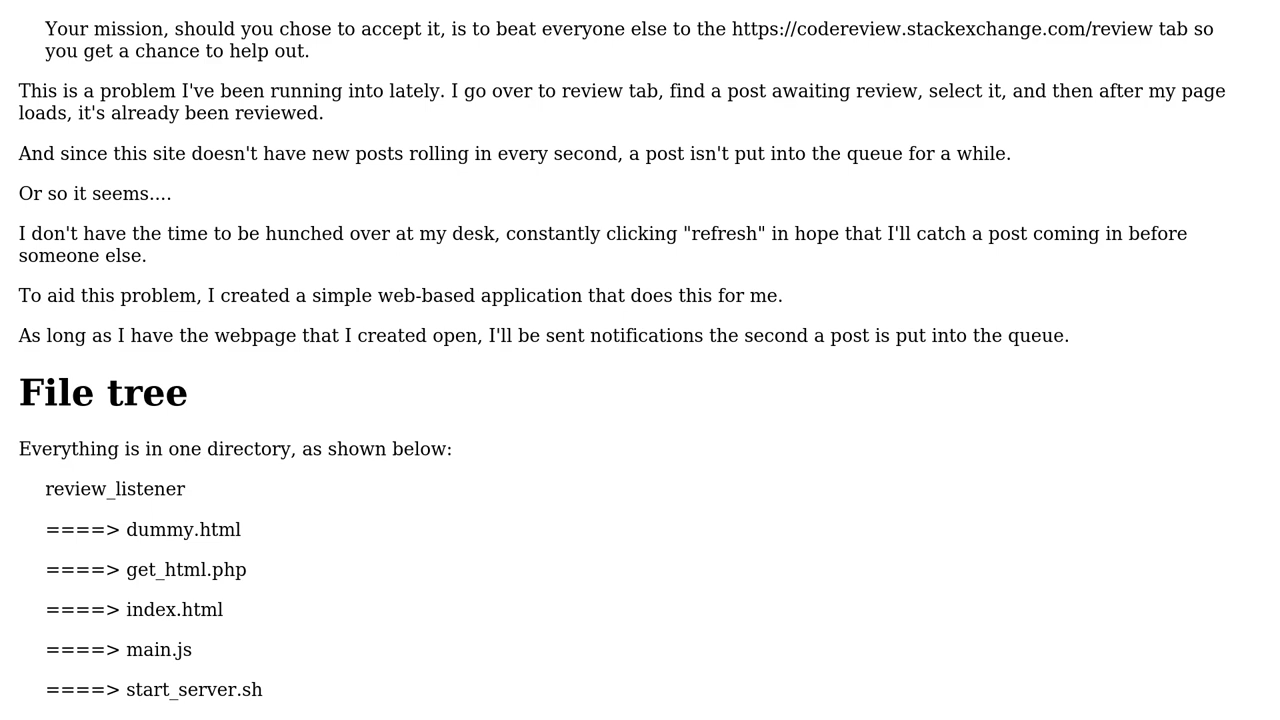 Your mission, should you chose to accept it, is to beat everyone else to the https://codereview.stackexchange.com/review tab so
you get a chance to help out.
This is a problem I've been running into lately. I go over to review tab, find a post awaiting review, select it, and then after my page
loads, it's already been reviewed.
And since this site doesn't have new posts rolling in every second, a post isn't put into the queue for a while.
Or so it seems....
I don't have the time to be hunched over at my desk, constantly clicking "refresh" in hope that I'll catch a post coming in before
someone else.
To aid this problem, I created a simple web-based application that does this for me.
As long as I have the webpage that I created open, I'll be sent notifications the second a post is put into the queue.
File tree
Everything is in one directory, as shown below:
review_listener
====> dummy.html
====> get_html.php
====> index.html
====> main.js
====> start_server.sh